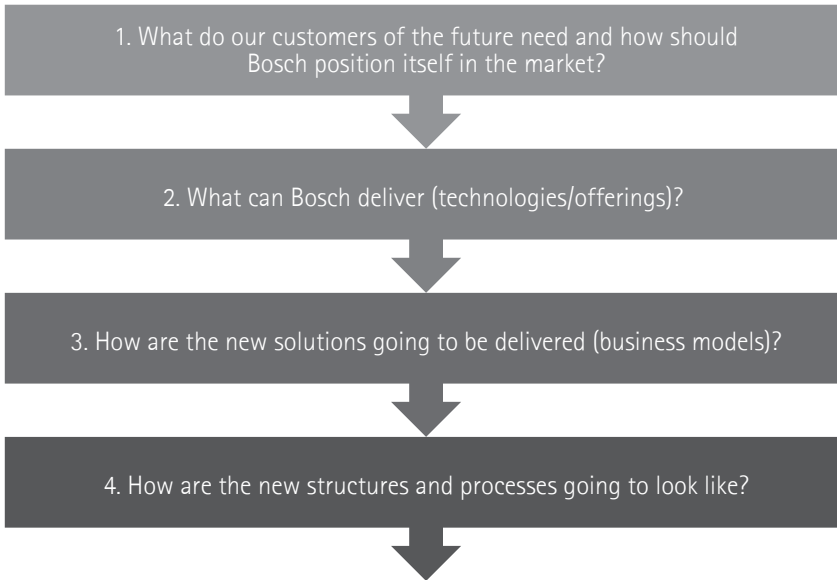 1. What do our customers of the future need and how should
Bosch position itself in the market?
2. What can Bosch deliver (technologies/offerings)?
3. How are the new solutions going to be delivered (business models)?
4. How are the new structures and processes going to look like?